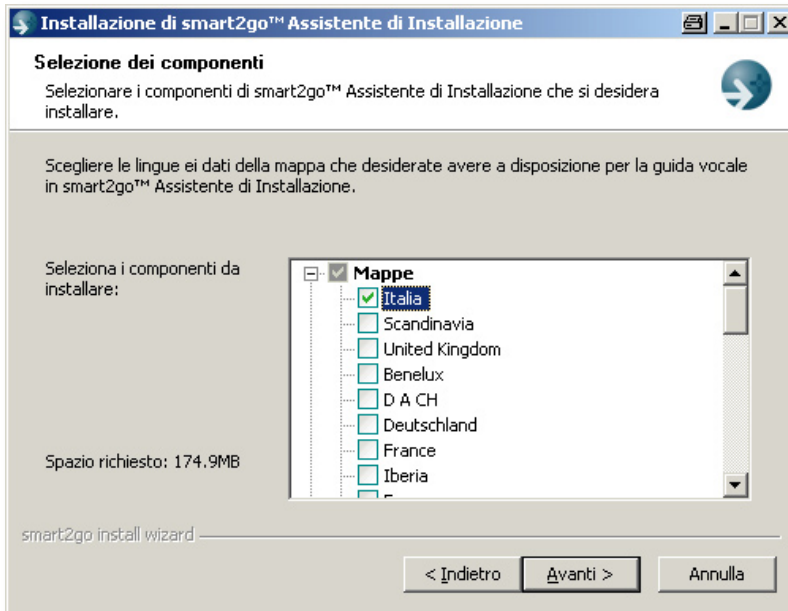 Installazione di smart2go™ Assistente di Installazione
Selezione dei componenti
Selezionare i componenti di smart2go™ Assistente di Installazione che si desidera
installare.
Scegliere le lingue ei dati della mappa che desiderate avere a disposizione per la guida vocale
in smart2go™ Assistente di Installazione.
Seleziona i componenti da
installare:
Mappe
Italia
Scandinavia
United Kingdom
Benelux
D A CH
Deutschland
France
Iberia
Spazio richiesto: 174.9MB
smart2go install wizard
< Indietro
Avanti >
Annulla